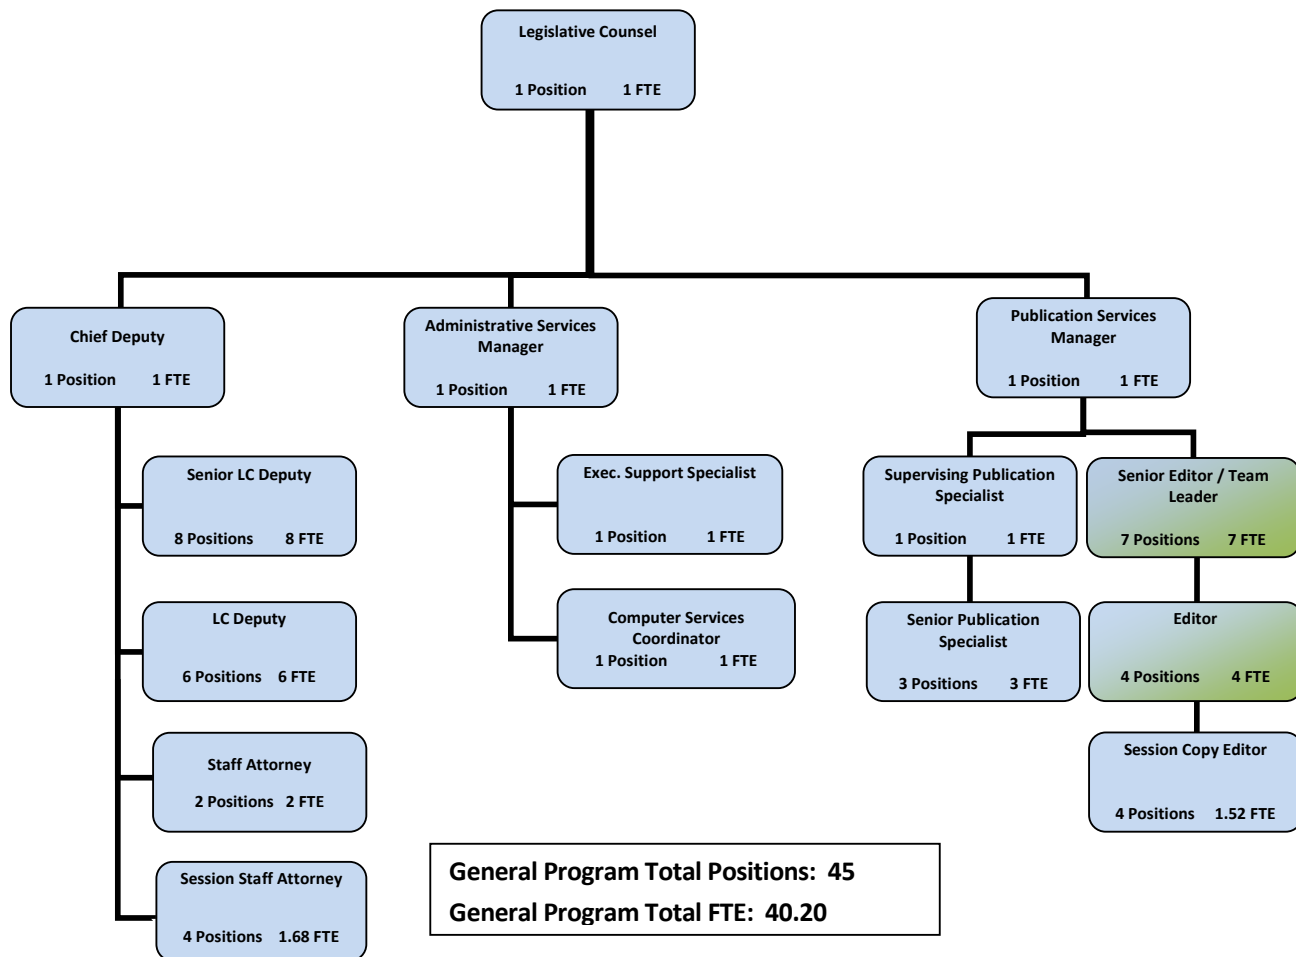 Legislative Counsel
1 Position 1 FTE
Chief Deputy
1 Position 1 FTE
Administrative Services
Manager
1 Position 1 FTE
Publication Services
Manager
1 Position 1 FTE
Senior LC Deputy
8 Positions 8 FTE
LC Deputy
6 Positions 6 FTE
Staff Attorney
2 Positions 2 FTE
Session Staff Attorney
4 Positions 1.68 FTE
Exec. Support Specialist
1 Position 1 FTE
Computer Services
Coordinator
1 Position 1 FTE
Supervising Publication
Specialist
1 Position 1 FTE
Senior Publication
Specialist
3 Positions 3 FTE
Senior Editor / Team
Leader
7 Positions 7 FTE
Editor
4 Positions 4 FTE
Session Copy Editor
4 Positions 1.52 FTE
General Program Total Positions: 45
General Program Total FTE: 40.20